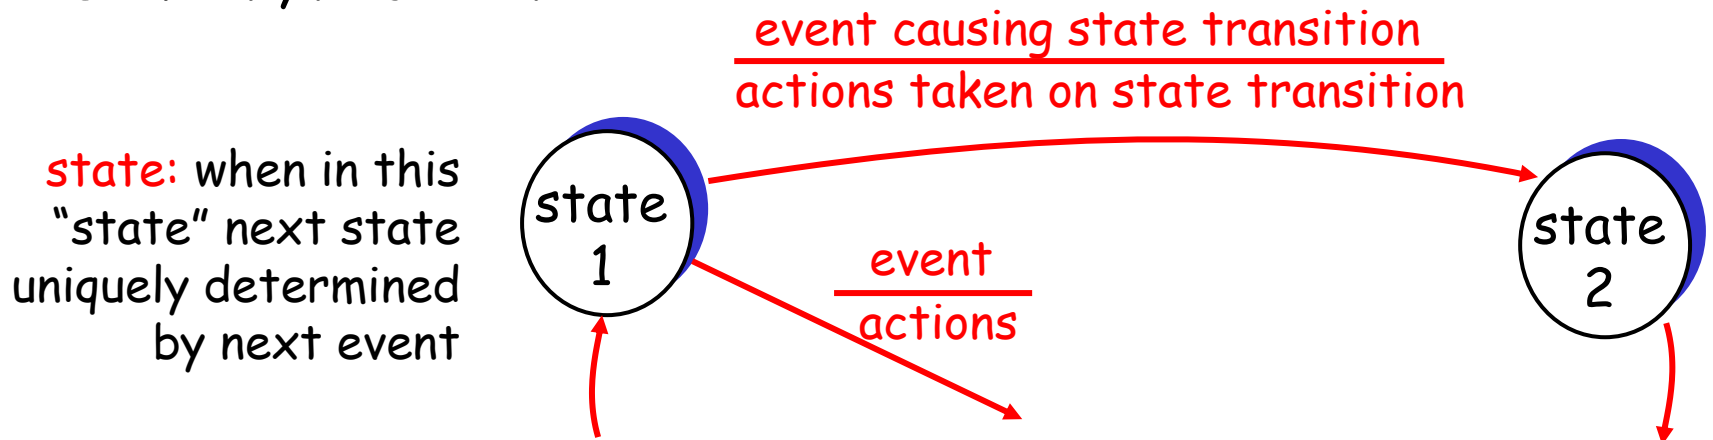 event causing state transition
actions taken on state transition
state: when in this
“state” next state
uniquely determined
by next event
state
1
event
actions
state
2